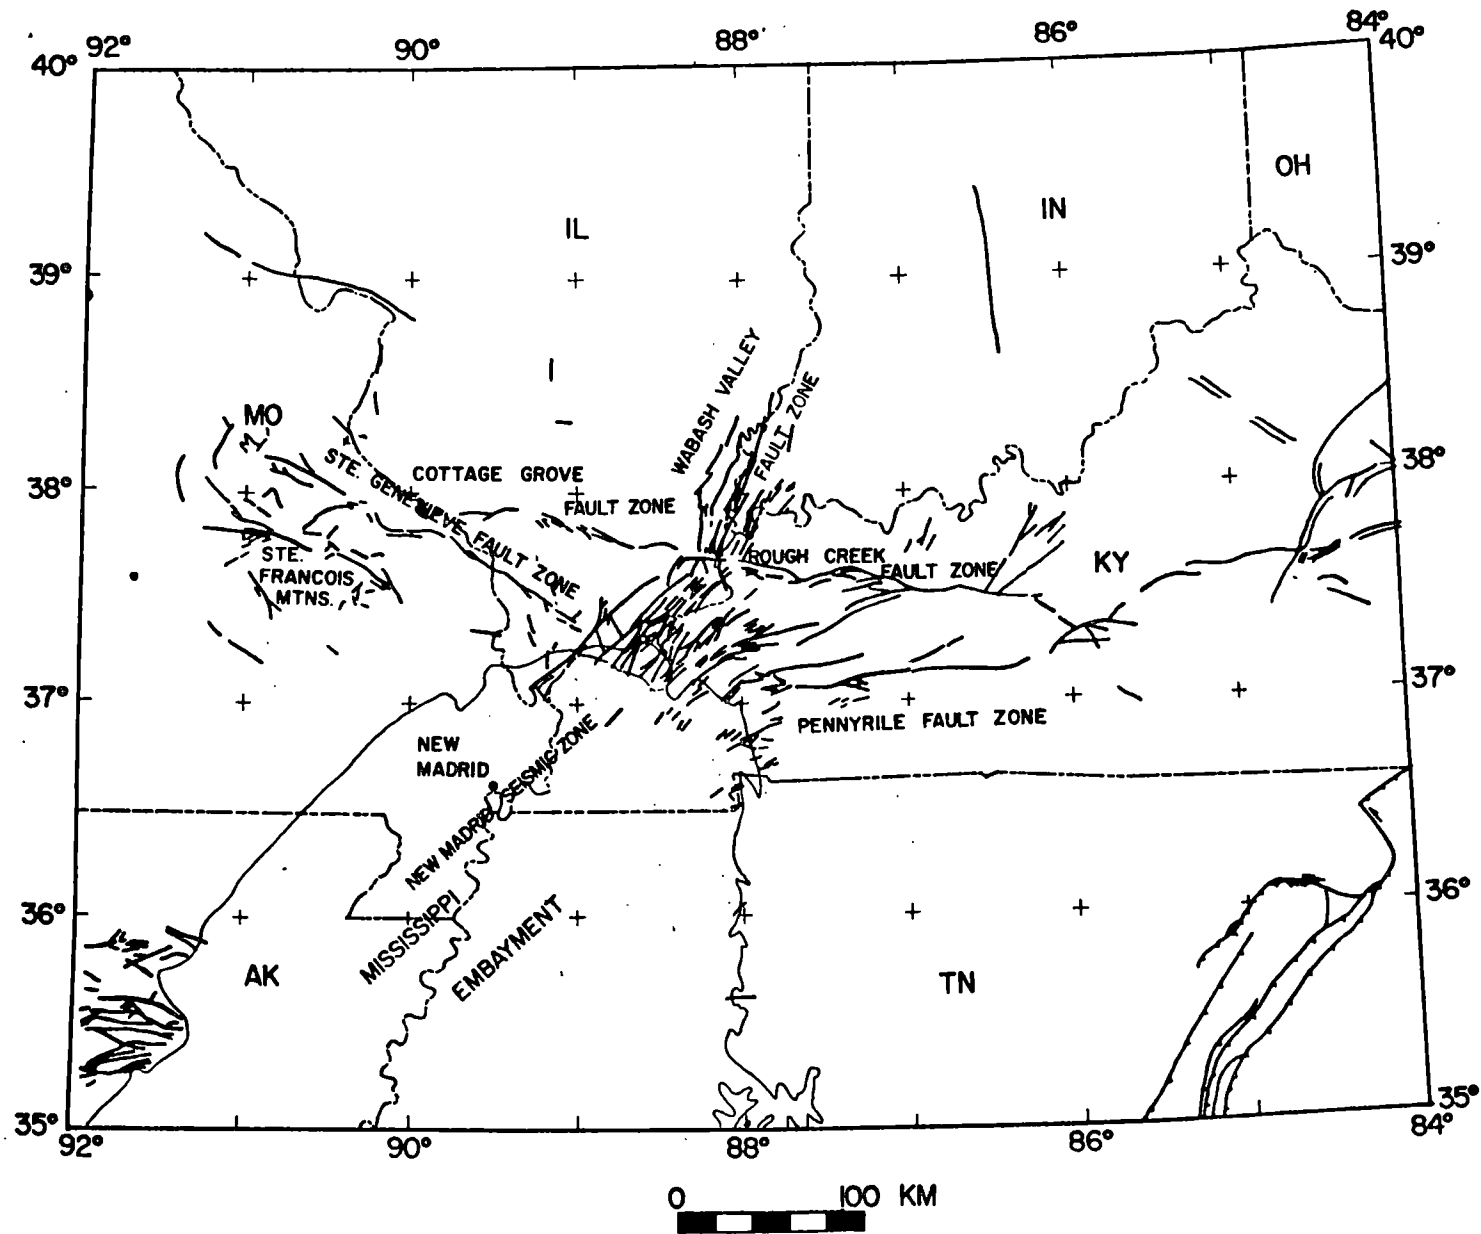 92° 90° 88° 86° 84°
40° 40°
OH
IL IN
39° 39°
WABASH VALLEY
FAULT ZONE
MO
38° 38°
STE. GENEVIEVE FAULT ZONE
COTTAGE GROVE
FAULT ZONE
ROUGH CREEK
FAULT ZONE
KY
STE.
FRANCOIS
MTNS.
37° 37°
PENNYRILE FAULT ZONE
NEW
MADRID
NEW MADRID SEISMIC ZONE
36° 36°
MISSISSIPPI
EMBAYMENT
AK TN
35° 35°
92° 90° 88° 86° 84°
0 100 KM